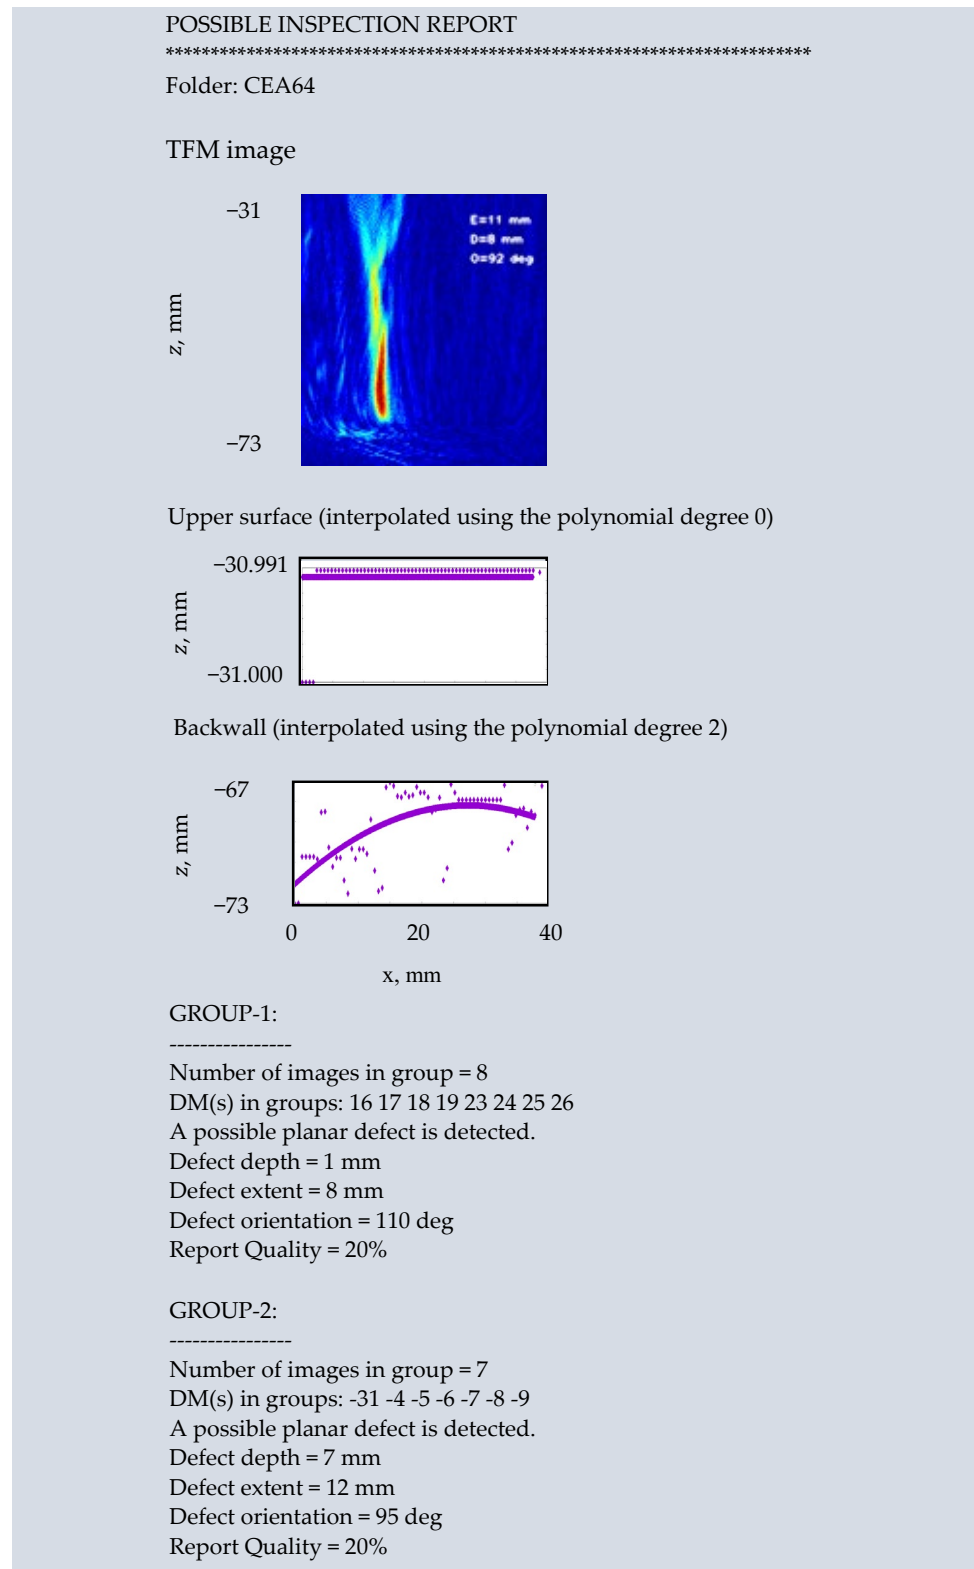 POSSIBLE INSPECTION REPORT
************************************************************************
Folder: CEA64
TFM image
−31
E=11 mm
D=8 mm
O=92 deg
z, mm
−73
Upper surface (interpolated using the polynomial degree 0)
−30.991
z, mm
−31.000
Backwall (interpolated using the polynomial degree 2)
−67
z, mm
−73
0 20 40
x, mm
GROUP-1:
----------------
Number of images in group = 8
DM(s) in groups: 16 17 18 19 23 24 25 26
A possible planar defect is detected.
Defect depth = 1 mm
Defect extent = 8 mm
Defect orientation = 110 deg
Report Quality = 20%
GROUP-2:
----------------
Number of images in group = 7
DM(s) in groups: -31 -4 -5 -6 -7 -8 -9
A possible planar defect is detected.
Defect depth = 7 mm
Defect extent = 12 mm
Defect orientation = 95 deg
Report Quality = 20%